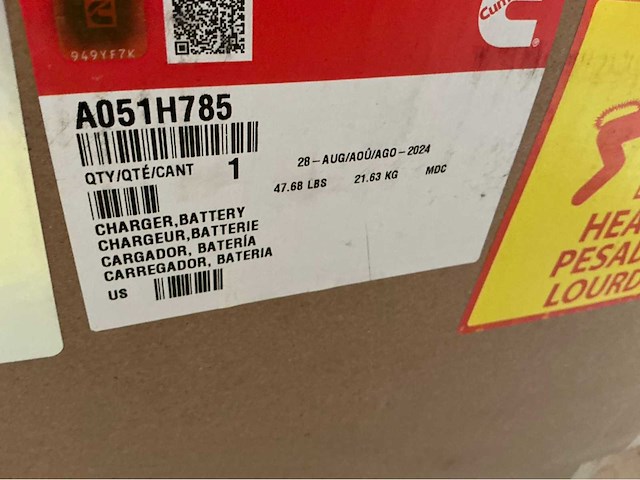 949YF7K
A051H785
QTY/QTÉ/CANT 1
28-AUG/AOÛ/AGO-2024
47.68 LBS 21.63 KG MDC
CHARGER,BATTERY
CHARGEUR,BATTERIE
CARGADOR, BATERÍA
CARREGADOR, BATERIA
US
HEA
PESAD
LOURD